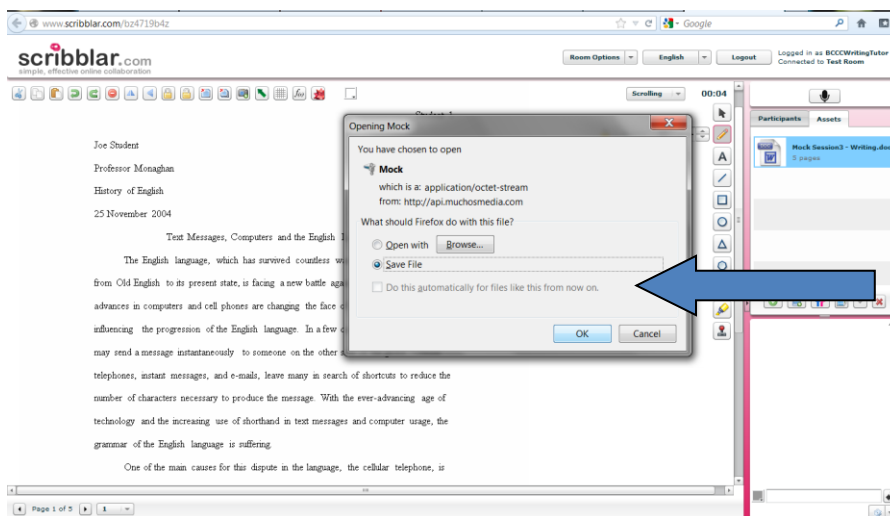 www.scribblar.com/bz4719b4z
Google
scribblar.com
simple, effective online collaboration
Room Options
English
Logout
Logged in as BCCCWritingTutor
Connected to Test Room
Scrolling
00:04
Participants
Assets
Mock Session3 - Writing.doc
5 pages
Joe Student
Professor Monaghan
History of English
25 November 2004
Text Messages, Computers and the English
The English language, which has survived countless
from Old English to its present state, is facing a new battle
advances in computers and cell phones are changing the face
influencing the progression of the English language. In a few
may send a message instantaneously to someone on the other
telephones, instant messages, and e-mails, leave many in search of shortcuts to reduce the
number of characters necessary to produce the message. With the ever-advancing age of
technology and the increasing use of shorthand in text messages and computer usage, the
grammar of the English language is suffering.
One of the main causes for this dispute in the language, the cellular telephone, is
Opening Mock
You have chosen to open
Mock
which is a: application/octet-stream
from: http://api.muchosmedia.com
What should Firefox do with this file?
Open with
Browse...
Save File
Do this automatically for files like this from now on.
OK
Cancel
A
Page 1 of 5
1